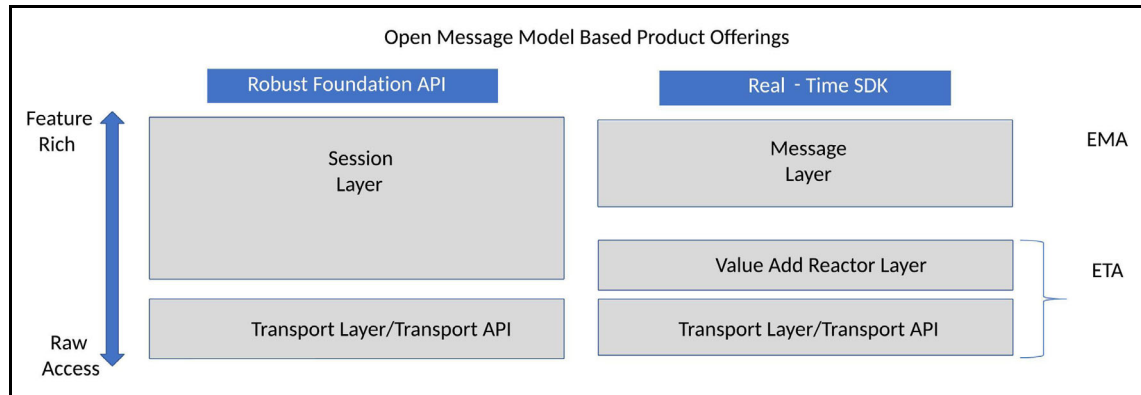 Open Message Model Based Product Offerings
Robust Foundation API
Real - Time SDK
Feature
Rich
Session
Layer
Message
Layer
EMA
Value Add Reactor Layer
ETA
Transport Layer/Transport API
Transport Layer/Transport API
Raw
Access